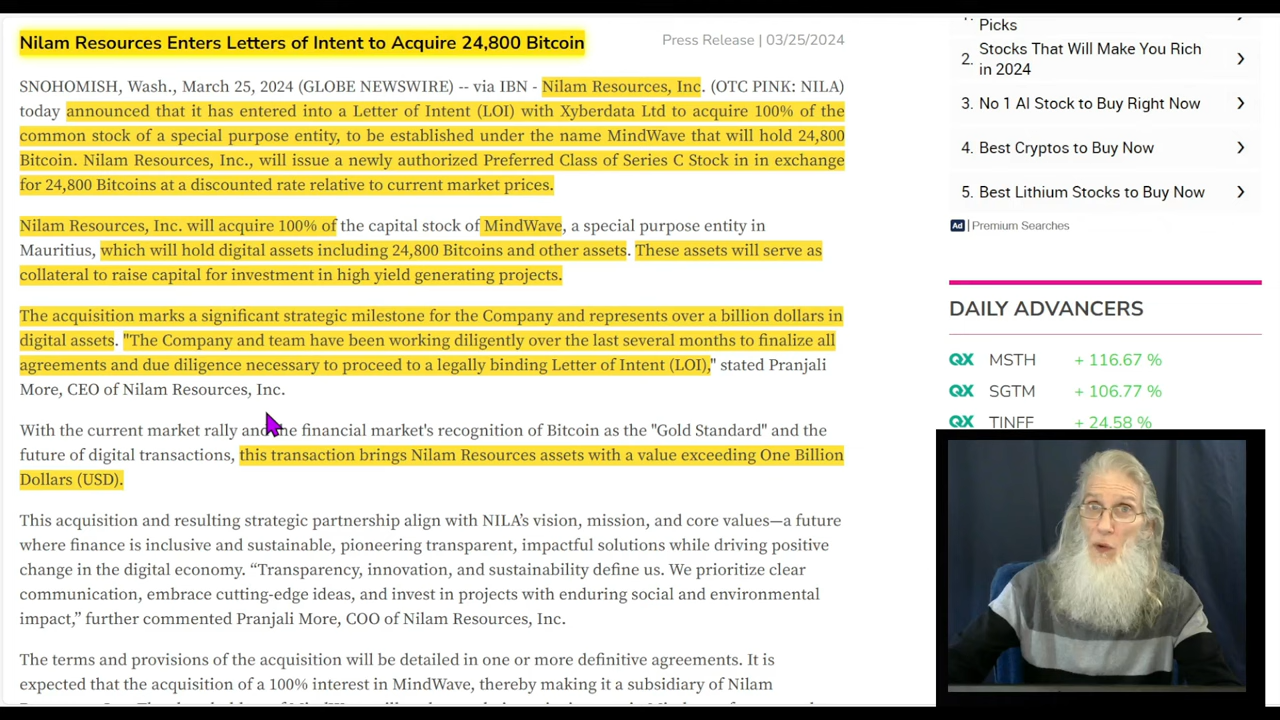 Nilam Resources Enters Letters of Intent to Acquire 24,800 Bitcoin
Press Release | 03/25/2024
SNOHOMISH, Wash., March 25, 2024 (GLOBE NEWSWIRE) -- via IBN - Nilam Resources, Inc. (OTC PINK: NILA)
today announced that it has entered into a Letter of Intent (LOI) with Xyberdata Ltd to acquire 100% of the
common stock of a special purpose entity, to be established under the name MindWave that will hold 24,800
Bitcoin. Nilam Resources, Inc., will issue a newly authorized Preferred Class of Series C Stock in in exchange
for 24,800 Bitcoins at a discounted rate relative to current market prices.
Nilam Resources, Inc. will acquire 100% of the capital stock of MindWave, a special purpose entity in
Mauritius, which will hold digital assets including 24,800 Bitcoins and other assets. These assets will serve as
collateral to raise capital for investment in high yield generating projects.
The acquisition marks a significant strategic milestone for the Company and represents over a billion dollars in
digital assets. "The Company and team have been working diligently over the last several months to finalize all
agreements and due diligence necessary to proceed to a legally binding Letter of Intent (LOI)," stated Pranjali
More, CEO of Nilam Resources, Inc.
With the current market rally and the financial market's recognition of Bitcoin as the "Gold Standard" and the
future of digital transactions, this transaction brings Nilam Resources assets with a value exceeding One Billion
Dollars (USD).
This acquisition and resulting strategic partnership align with NILA’s vision, mission, and core values—a future
where finance is inclusive and sustainable, pioneering transparent, impactful solutions while driving positive
change in the digital economy. “Transparency, innovation, and sustainability define us. We prioritize clear
communication, embrace cutting-edge ideas, and invest in projects with enduring social and environmental
impact,” further commented Pranjali More, COO of Nilam Resources, Inc.
The terms and provisions of the acquisition will be detailed in one or more definitive agreements. It is
expected that the acquisition of a 100% interest in MindWave, thereby making it a subsidiary of Nilam
Picks
2. Stocks That Will Make You Rich
in 2024
3. No 1 AI Stock to Buy Right Now
4. Best Cryptos to Buy Now
5. Best Lithium Stocks to Buy Now
Ad | Premium Searches
DAILY ADVANCERS
QX MSTH + 116.67 %
QX SGTM + 106.77 %
QX TINFF + 24.58 %